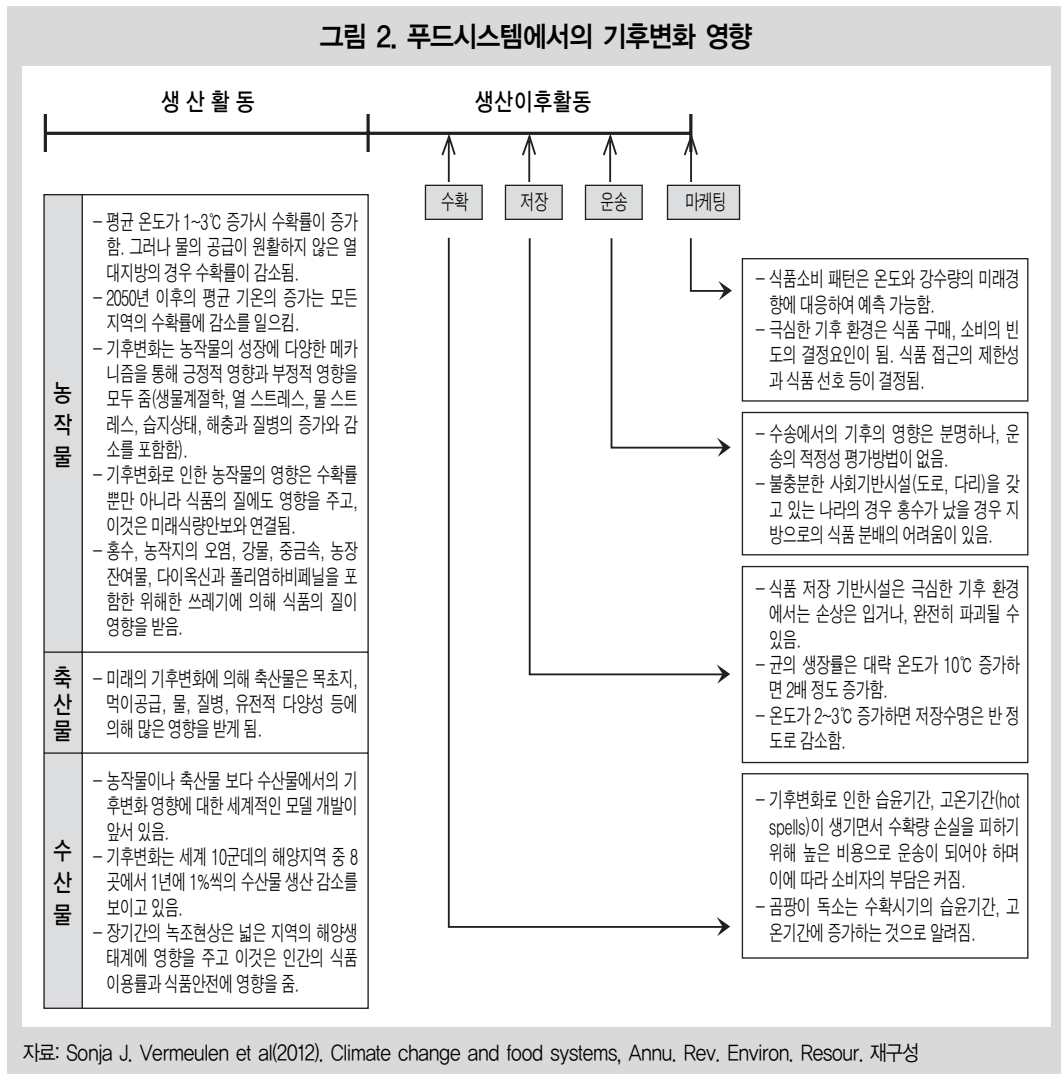 그림 2. 푸드시스템에서의 기후변화 영향
생 산 활 동
생산이후활동
수확
저장
운송
마케팅
농작물
– 평균 온도가 1~3℃ 증가시 수확률이 증가
함. 그러나 물의 공급이 원활하지 않은 열
대지방의 경우 수확률이 감소됨.
– 2050년 이후의 평균 기온의 증가는 모든
지역의 수확률에 감소를 일으킴.
– 기후변화는 농작물의 성장에 다양한 메카
니즘을 통해 긍정적 영향과 부정적 영향을
모두 줌(생물계절학, 열 스트레스, 물 스트
레스, 습지상태, 해충과 질병의 증가와 감
소를 포함함).
– 기후변화로 인한 농작물의 영향은 수확률
뿐만 아니라 식품의 질에도 영향을 주고,
이것은 미래식량안보와 연결됨.
– 홍수, 농작지의 오염, 강물, 중금속, 농장
잔여물, 다이옥신과 폴리염하비페닐을 포
함한 위해한 쓰레기에 의해 식품의 질이
영향을 받음.
축산물
– 미래의 기후변화에 의해 축산물은 목초지,
먹이공급, 물, 질병, 유전적 다양성 등에
의해 많은 영향을 받게 됨.
수산물
– 농작물이나 축산물 보다 수산물에서의 기
후변화 영향에 대한 세계적인 모델 개발이
앞서 있음.
– 기후변화는 세계 10군데의 해양지역 중 8
곳에서 1년에 1%씩의 수산물 생산 감소를
보이고 있음.
– 장기간의 녹조현상은 넓은 지역의 해양생
태계에 영향을 주고 이것은 인간의 식품
이용률과 식품안전에 영향을 줌.
– 식품소비 패턴은 온도와 강수량의 미래경
향에 대응하여 예측 가능함.
– 극심한 기후 환경은 식품 구매, 소비의 빈
도의 결정요인이 됨. 식품 접근의 제한성
과 식품 선호 등이 결정됨.
– 수송에서의 기후의 영향은 분명하나, 운
송의 적정성 평가방법이 없음.
– 불충분한 사회기반시설(도로, 다리)을 갖
고 있는 나라의 경우 홍수가 났을 경우 지
방으로의 식품 분배의 어려움이 있음.
– 식품 저장 기반시설은 극심한 기후 환경
에서는 손상은 입거나, 완전히 파괴될 수
있음.
– 균의 생장률은 대략 온도가 10℃ 증가하
면 2배 정도 증가함.
– 온도가 2~3℃ 증가하면 저장수명은 반 정
도로 감소함.
– 기후변화로 인한 습윤기간, 고온기간(hot
spells)이 생기면서 수확량 손실을 피하기
위해 높은 비용으로 운송이 되어야 하며
이에 따라 소비자의 부담은 커짐.
– 곰팡이 독소는 수확시기의 습윤기간, 고
온기간에 증가하는 것으로 알려짐.
자료: Sonja J. Vermeulen et al(2012). Climate change and food systems, Annu. Rev. Environ. Resour. 재구성